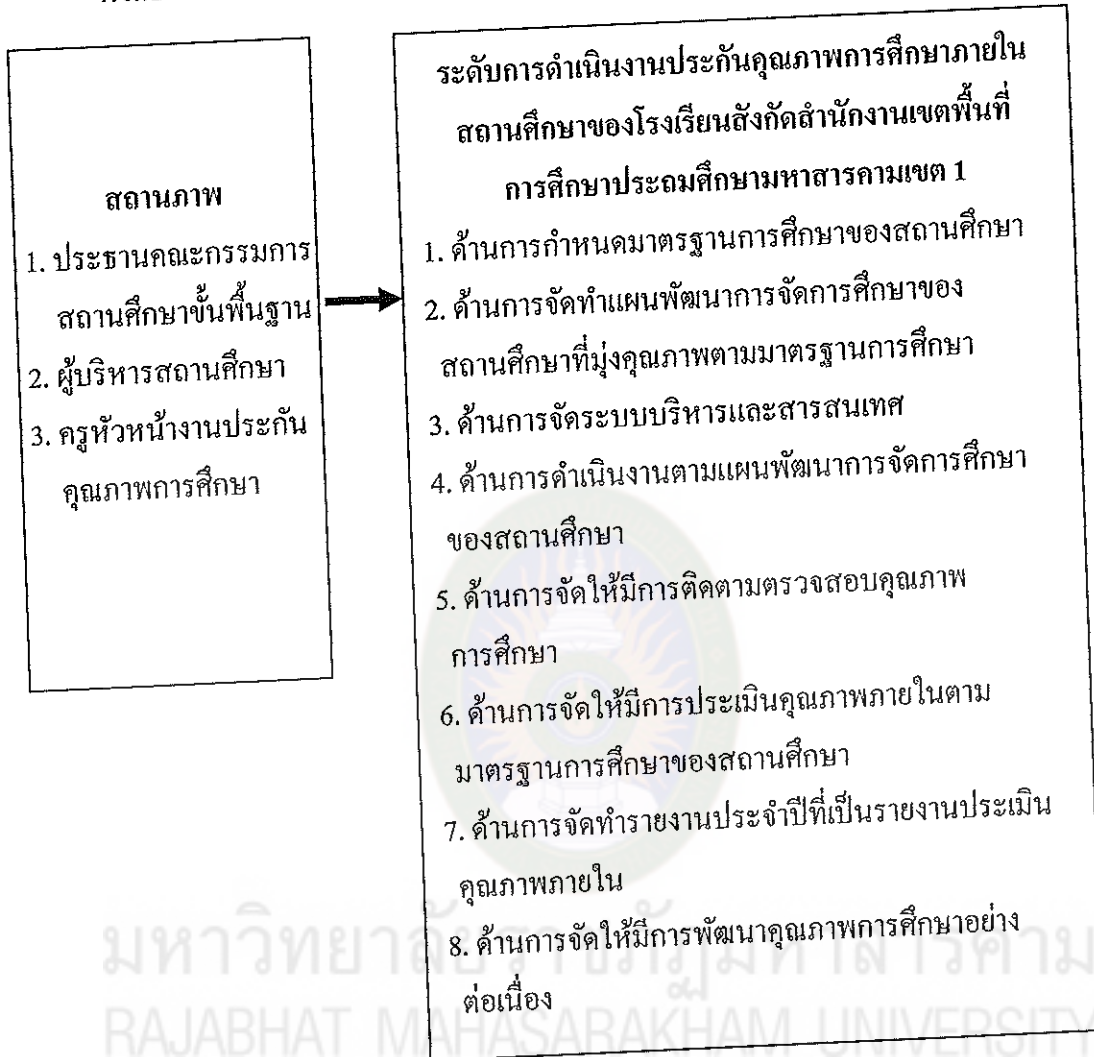 สถานภาพ
1. ประธานคณะกรรมการ
สถานศึกษาขั้นพื้นฐาน
2. ผู้บริหารสถานศึกษา
3. ครูหัวหน้างานประกัน
คุณภาพการศึกษา
ระดับการดำเนินงานประกันคุณภาพการศึกษาภายใน
สถานศึกษาของโรงเรียนสังกัดสำนักงานเขตพื้นที่
การศึกษาประถมศึกษามหาสารคามเขต 1
1. ด้านการกำหนดมาตรฐานการศึกษาของสถานศึกษา
2. ด้านการจัดทำแผนพัฒนาการจัดการศึกษาของ
สถานศึกษาที่มุ่งคุณภาพตามมาตรฐานการศึกษา
3. ด้านการจัดระบบบริหารและสารสนเทศ
4. ด้านการดำเนินงานตามแผนพัฒนาการจัดการศึกษา
ของสถานศึกษา
5. ด้านการจัดให้มีการติดตามตรวจสอบคุณภาพ
การศึกษา
6. ด้านการจัดให้มีการประเมินคุณภาพภายในตาม
มาตรฐานการศึกษาของสถานศึกษา
7. ด้านการจัดทำรายงานประจำปีที่เป็นรายงานประเมิน
คุณภาพภายใน
8. ด้านการจัดให้มีการพัฒนาคุณภาพการศึกษาอย่าง
ต่อเนื่อง
มหาวิทยาลัยราชภัฏมหาสารคาม
RAJABHAT MAHASARAKHAM UNIVERSITY